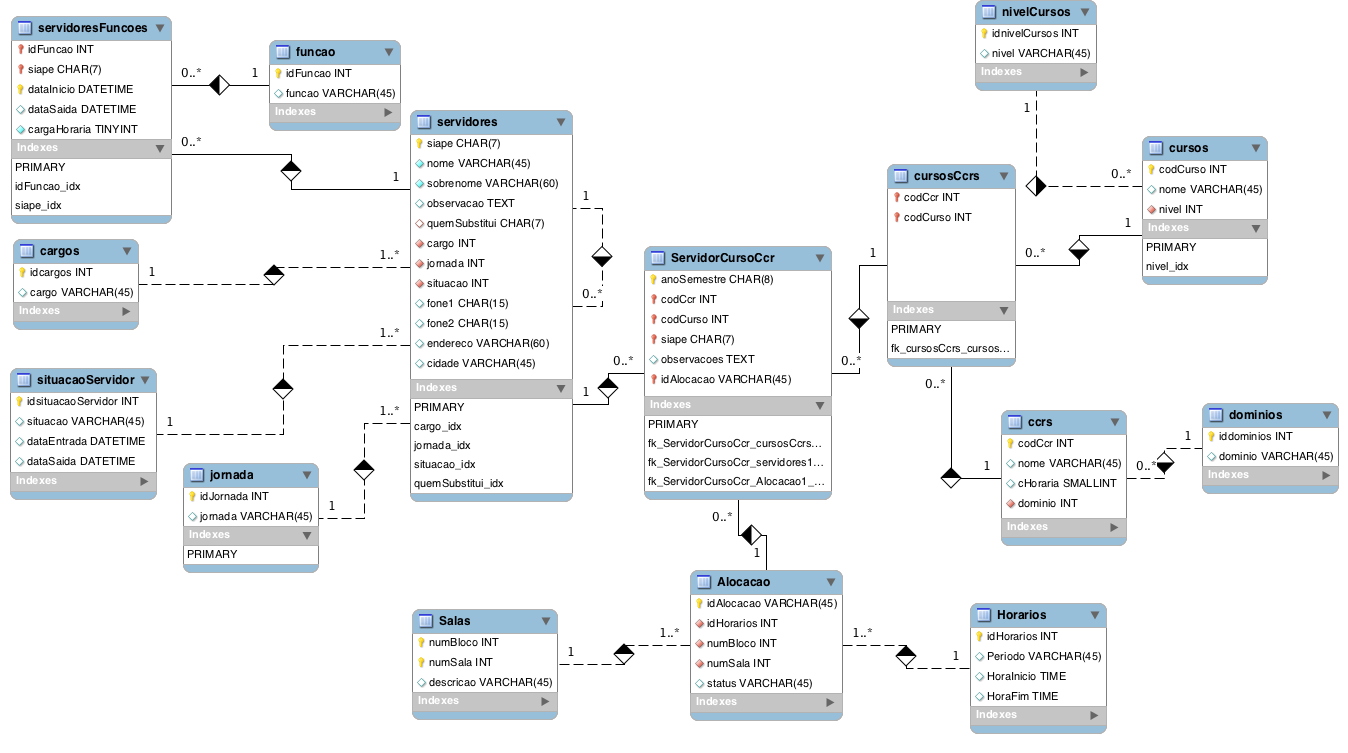 servidoresFuncoes
idFuncao INT
siape CHAR(7)
dataInicio DATETIME
dataSaida DATETIME
cargaHoraria TINYINT
Indexes
PRIMARY
idFuncao_idx
siape_idx
0..*
1
funcao
idFuncao INT
funcao VARCHAR(45)
Indexes
0..*
1
servidores
siape CHAR(7)
nome VARCHAR(45)
sobrenome VARCHAR(60)
observacao TEXT
quemSubstitui CHAR(7)
cargo INT
jornada INT
situacao INT
fone1 CHAR(15)
fone2 CHAR(15)
endereco VARCHAR(60)
cidade VARCHAR(45)
Indexes
PRIMARY
cargo_idx
jornada_idx
situacao_idx
quemSubstitui_idx
1
0..*
cargos
idcargos INT
cargo VARCHAR(45)
Indexes
1
1..*
situacaoServidor
idsituacaoServidor INT
situacao VARCHAR(45)
dataEntrada DATETIME
dataSaida DATETIME
Indexes
1
1..*
jornada
idJornada INT
jornada VARCHAR(45)
Indexes
PRIMARY
1
1..*
1
0..*
ServidorCursoCcr
anoSemestre CHAR(8)
codCcr INT
codCurso INT
siape CHAR(7)
observacoes TEXT
idAlocacao VARCHAR(45)
Indexes
PRIMARY
fk_ServidorCursoCcr_cursosCcrs...
fk_ServidorCursoCcr_servidores1...
fk_ServidorCursoCcr_Alocacao1_...
0..*
1
cursosCcrs
codCcr INT
codCurso INT
Indexes
PRIMARY
fk_cursosCcrs_cursos...
nivelCursos
idnivelCursos INT
nivel VARCHAR(45)
Indexes
1
0..*
cursos
codCurso INT
nome VARCHAR(45)
nivel INT
Indexes
PRIMARY
nivel_idx
1
0..*
0..*
1
ccrs
codCcr INT
nome VARCHAR(45)
cHoraria SMALLINT
dominio INT
Indexes
0..*
1
dominios
iddominios INT
dominio VARCHAR(45)
Indexes
0..*
1
Alocacao
idAlocacao VARCHAR(45)
idHorarios INT
numBloco INT
numSala INT
status VARCHAR(45)
Indexes
Salas
numBloco INT
numSala INT
descricao VARCHAR(45)
Indexes
1
1..*
1..*
1
Horarios
idHorarios INT
Periodo VARCHAR(45)
HoraInicio TIME
HoraFim TIME
Indexes